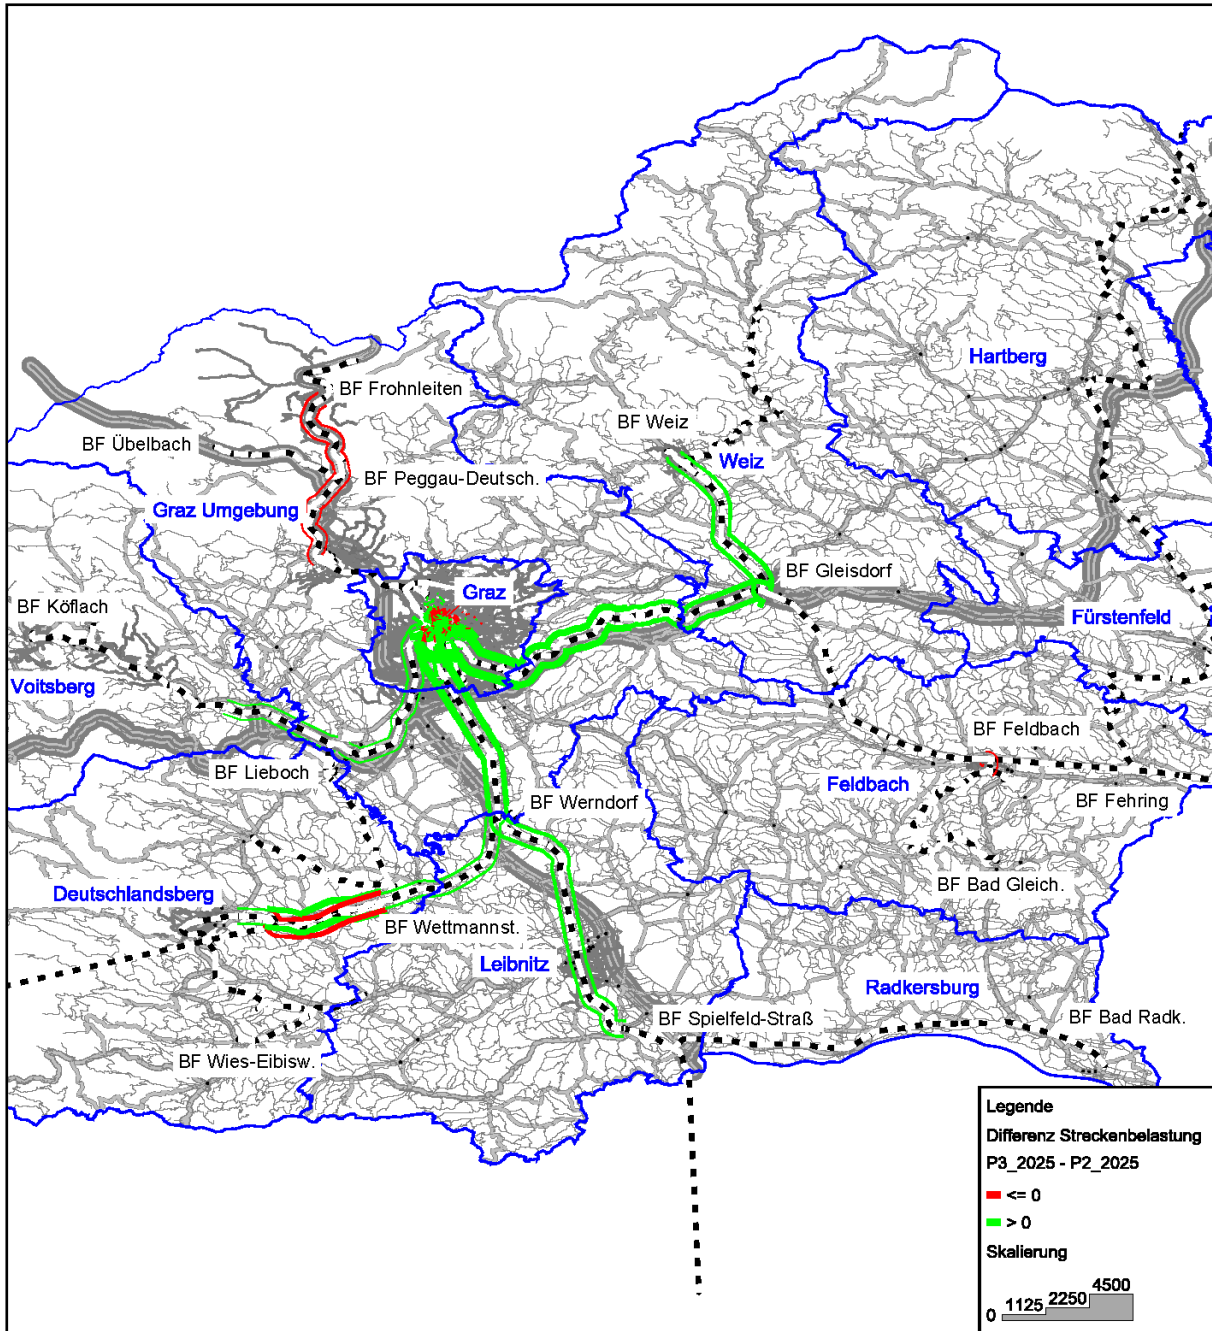 Hartberg
BF Frohnleiten
BF Weiz
BF Übelbach
Weiz
BF Peggau-Deutsch.
Graz Umgebung
BF Gleisdorf
Graz
BF Köflach
Fürstenfeld
Voitsberg
BF Feldbach
BF Lieboch
Feldbach
BF Werndorf
BF Fehring
Deutschlandsberg
BF Bad Gleich.
BF Wettmannst.
Leibnitz
Radkersburg
BF Spielfeld-Straß
BF Bad Radk.
BF Wies-Eibisw.
Legende
Differenz Streckenbelastung
P3_2025 - P2_2025
<= 0
> 0
Skalierung
0 1125 2250 4500